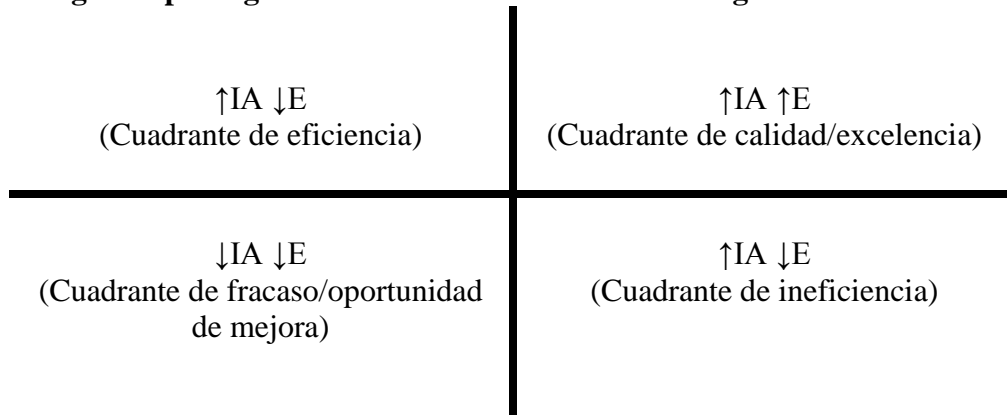 ↑IA ↓E
(Cuadrante de eficiencia)
↑IA ↑E
(Cuadrante de calidad/excelencia)
↓IA ↓E
(Cuadrante de fracaso/oportunidad
de mejora)
↑IA ↓E
(Cuadrante de ineficiencia)